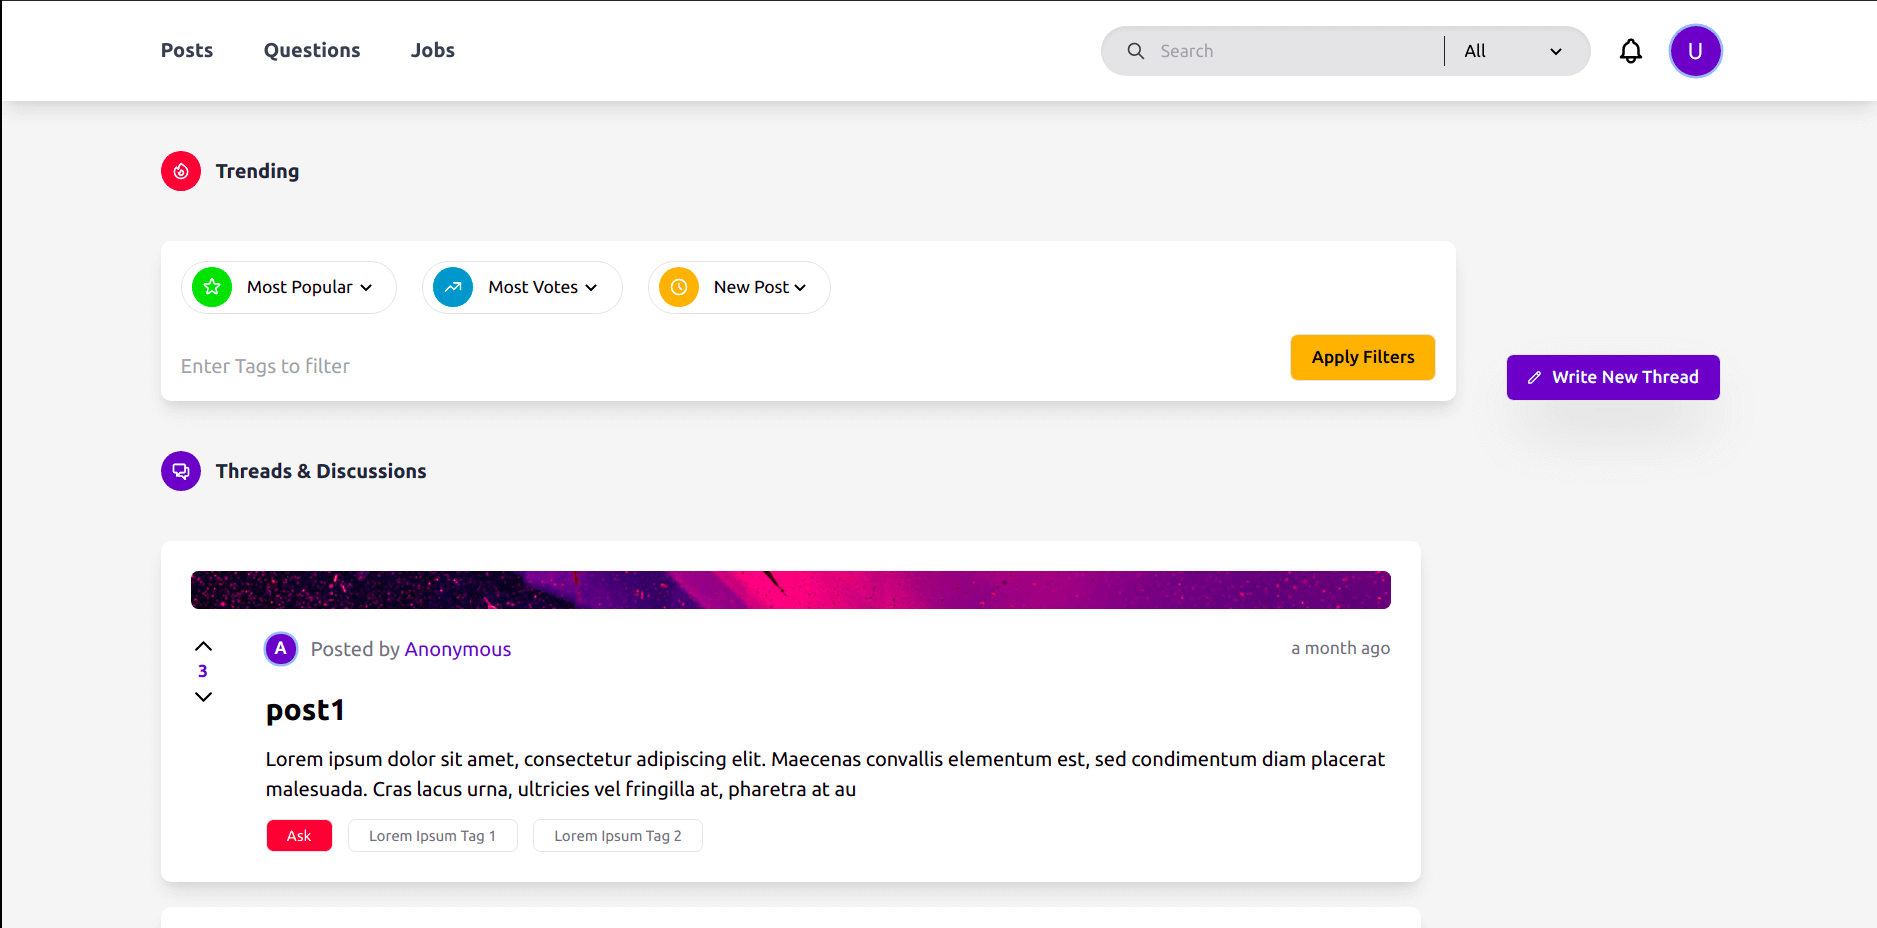 Posts Questions Jobs Search All U
Trending
Most Popular Most Votes New Post
Enter Tags to filter Apply Filters
Write New Thread
Threads & Discussions
A Posted by Anonymous a month ago
3
post1
Lorem ipsum dolor sit amet, consectetur adipiscing elit. Maecenas convallis elementum est, sed condimentum diam placerat
malesuada. Cras lacus urna, ultricies vel fringilla at, pharetra at au
Ask Lorem Ipsum Tag 1 Lorem Ipsum Tag 2